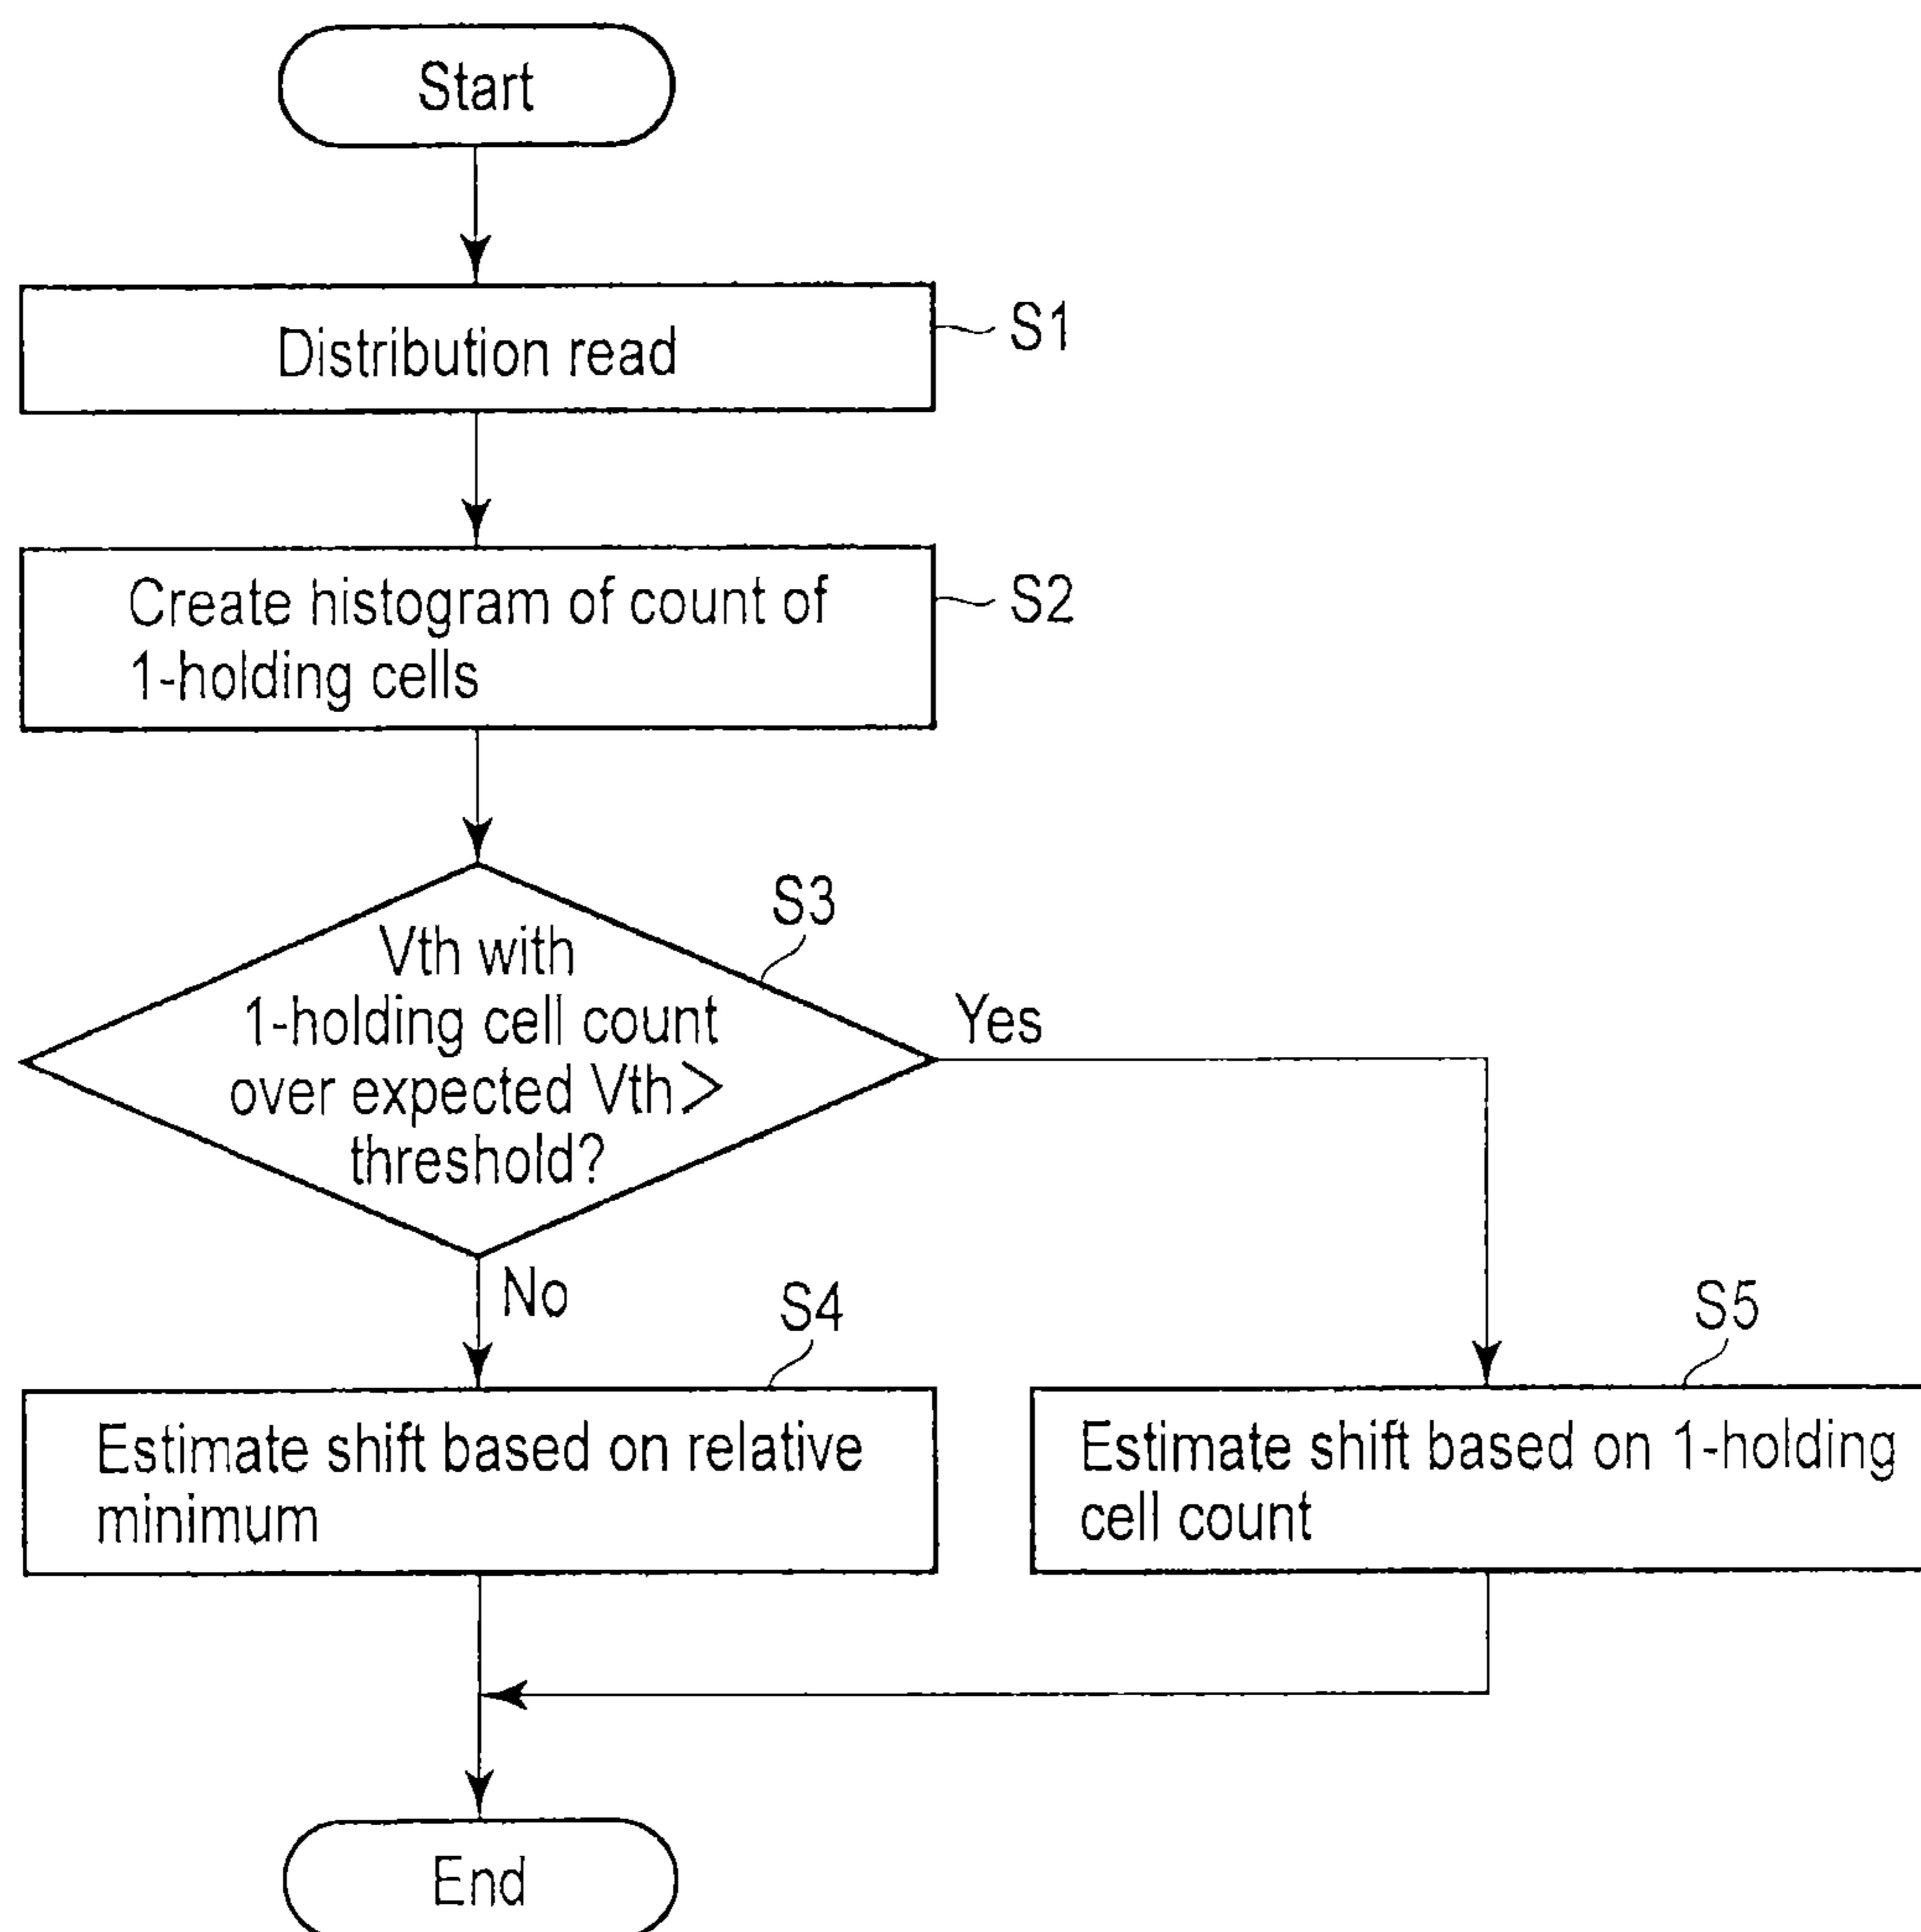 Start
Distribution read
S1
Create histogram of count of
1-holding cells
S2
S3
Vth with
1-holding cell count
over expected Vth>
threshold?
Yes
No
S4
S5
Estimate shift based on relative
minimum
Estimate shift based on 1-holding
cell count
End